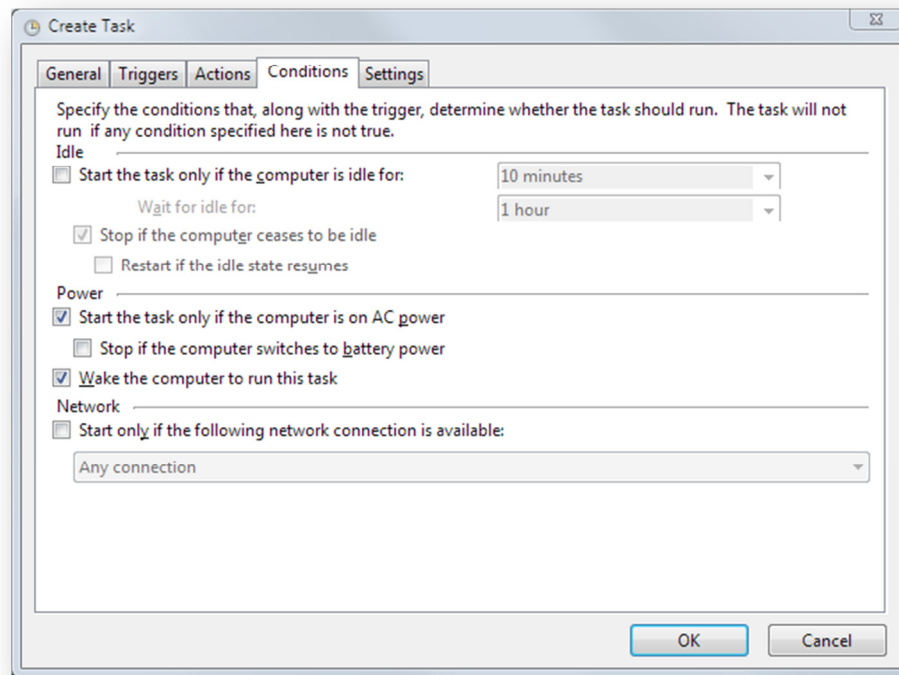 Create Task
General Triggers Actions Conditions Settings
Specify the conditions that, along with the trigger, determine whether the task should run. The task will not
run if any condition specified here is not true.
Idle
Start the task only if the computer is idle for: 10 minutes
Wait for idle for: 1 hour
Stop if the computer ceases to be idle
Restart if the idle state resumes
Power
Start the task only if the computer is on AC power
Stop if the computer switches to battery power
Wake the computer to run this task
Network
Start only if the following network connection is available:
Any connection
OK Cancel